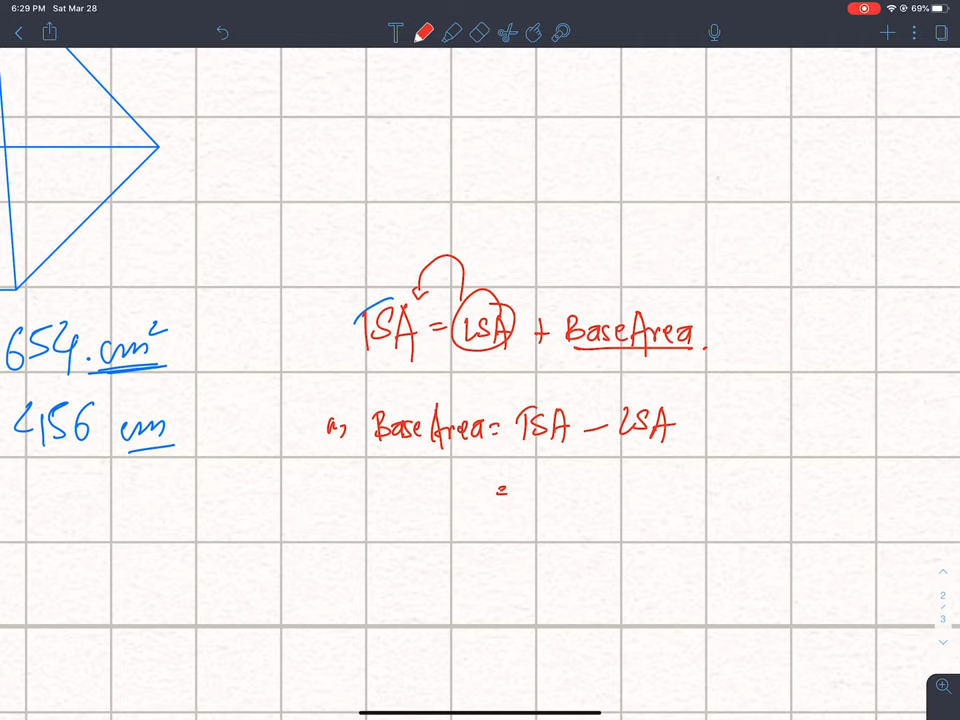 6:29 PM Sat Mar 28
69%
T
TSA = LSA + Base Area.
654. cm²
Base Area = TSA - LSA
156 cm
=
2
/
3